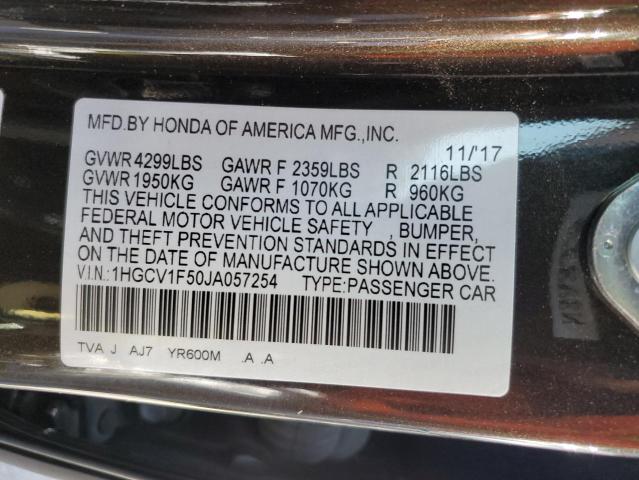 MFD.BY HONDA OF AMERICA MFG.,INC.
11/'17
GVWR 4299LBS GAWR F 2359LBS R 2116LBS
GVWR 1950KG GAWR F 1070KG R 960KG
THIS VEHICLE CONFORMS TO ALL APPLICABLE
FEDERAL MOTOR VEHICLE SAFETY , BUMPER,
AND THEFT PREVENTION STANDARDS IN EFFECT
ON THE DATE OF MANUFACTURE SHOWN ABOVE.
V.I.N.:1HGCV1F50JA057254 TYPE:PASSENGER CAR
TVA J AJ7 YR600M .A .A